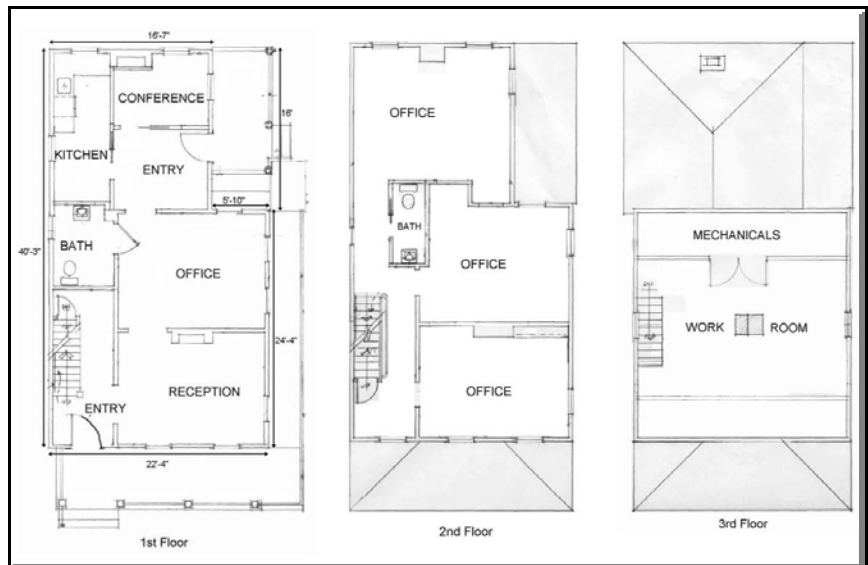 16'-7"
CONFERENCE
16'
KITCHEN
ENTRY
5'-10"
BATH
40'-3"
OFFICE
24'-4"
RECEPTION
ENTRY
22'-4"
1st Floor
OFFICE
BATH
OFFICE
OFFICE
2nd Floor
MECHANICALS
WORK ROOM
3rd Floor